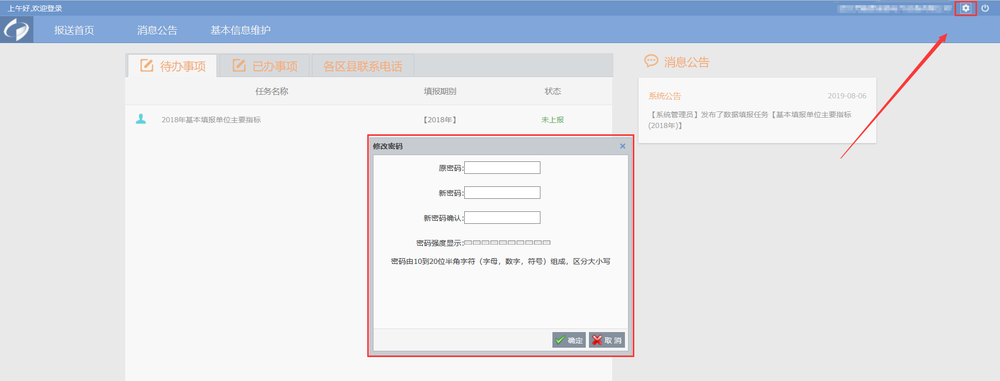 上午好,欢迎登录
报送首页
消息公告
基本信息维护
待办事项
已办事项
各区县联系电话
任务名称
填报期别
状态
2018年基本填报单位主要指标
【2018年】
未上报
消息公告
系统公告
2019-08-06
【系统管理员】发布了数据填报任务【基本填报单位主要指标
(2018年)】
修改密码
原密码:
新密码:
新密码确认:
密码强度显示:
密码由10到20位半角字符（字母，数字，符号）组成，区分大小写
确定
取 消